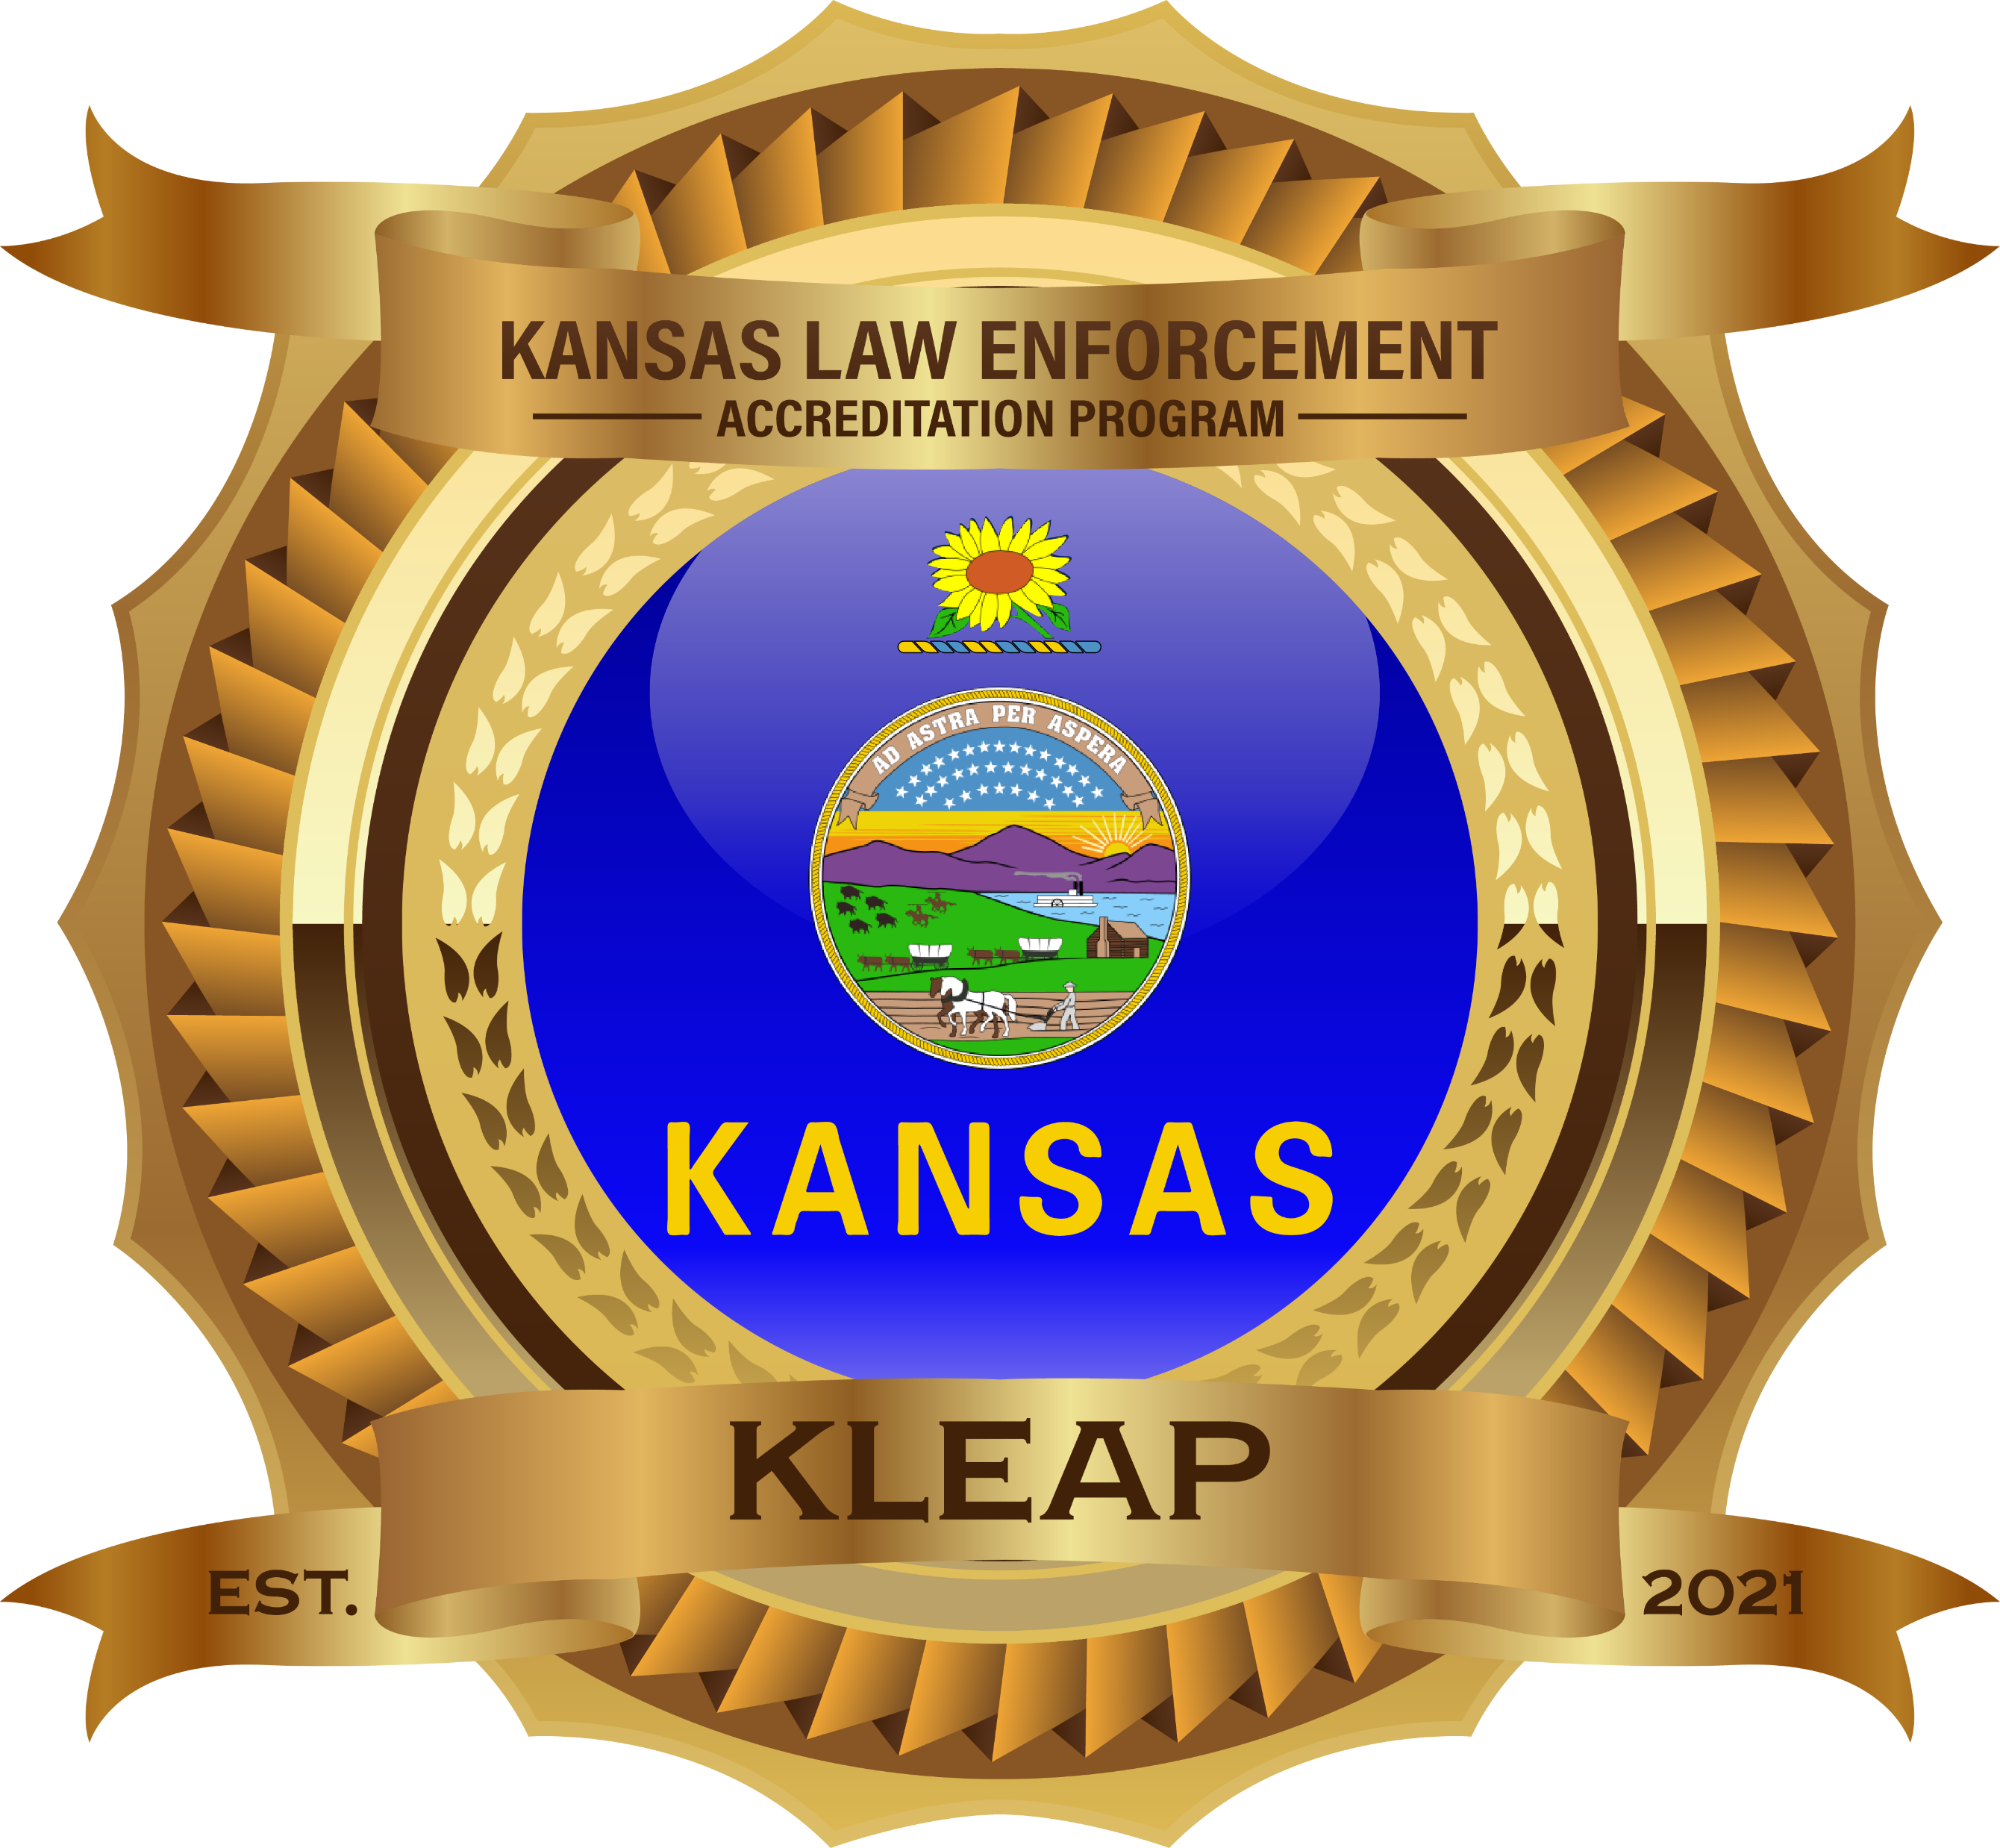 KANSAS LAW ENFORCEMENT
ACCREDITATION PROGRAM
AD ASTRA PER ASPERA
KANSAS
KLEAP
EST.
2021